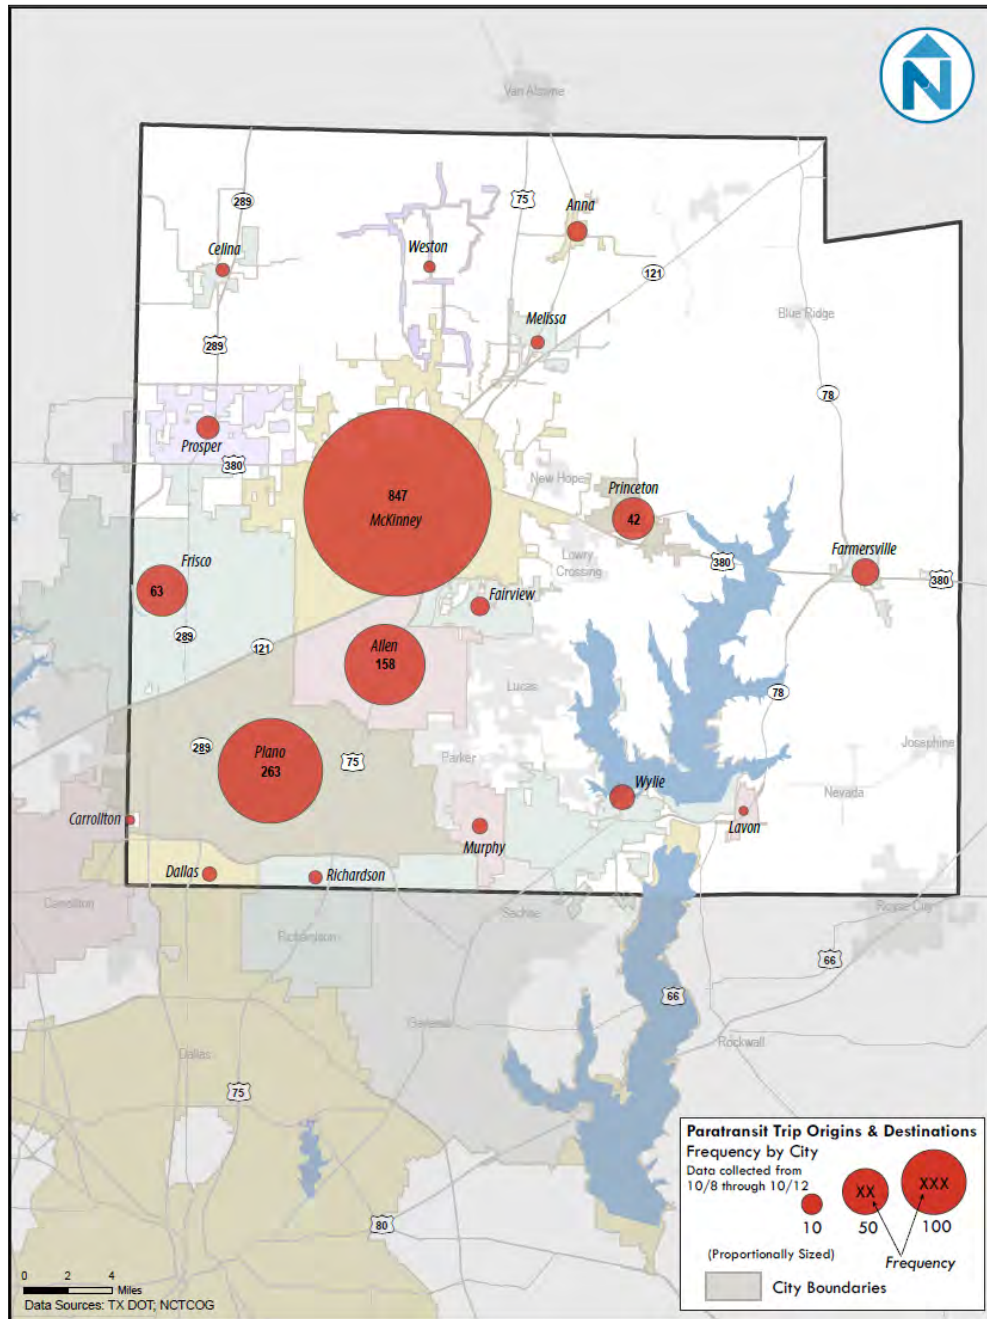 N
Van Alstyne
289
75
Anna
Celina
Weston
121
Melissa
Blue Ridge
289
78
Prosper
380
New Hope
Princeton
847
McKinney
42
Lowry
Crossing
380
Farmersville
380
Frisco
63
Fairview
289
121
Allen
158
Lucas
78
289
Plano
263
75
Parker
Josephine
Nevada
Wylie
Carrollton
Murphy
Lavon
Dallas
Richardson
Carrollton
Sachse
Royse City
Richardson
66
66
Garland
Rockwall
Dallas
75
80
Paratransit Trip Origins & Destinations
Frequency by City
Data collected from
10/8 through 10/12
XX
XXX
10
50
100
(Proportionally Sized)
Frequency
City Boundaries
0 2 4
Miles
Data Sources: TX DOT; NCTCOG